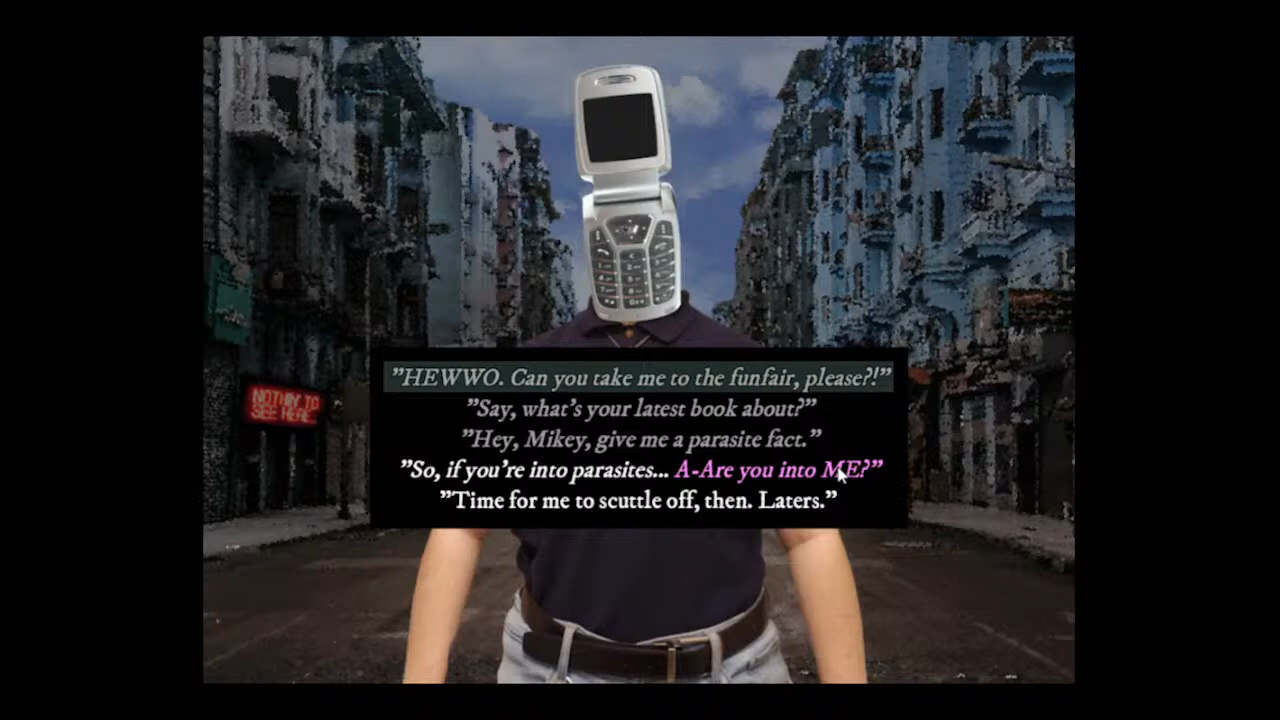 NOTHIN TO
SEE HERE
"HEWWO. Can you take me to the funfair, please?!"
"Say, what's your latest book about?"
"Hey, Mikey, give me a parasite fact."
"So, if you're into parasites... A-Are you into ME?"
"Time for me to scuttle off, then. Laters."